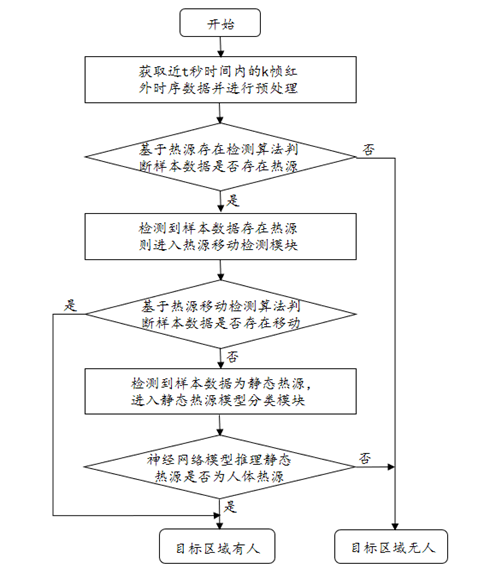 开始
获取近t秒时间内的k帧红
外时序数据并进行预处理
基于热源存在检测算法判
断样本数据是否存在热源
否
是
检测到样本数据存在热源
则进入热源移动检测模块
是
基于热源移动检测算法判
断样本数据是否存在移动
否
检测到样本数据为静态热源，
进入静态热源模型分类模块
神经网络模型推理静态
热源是否为人体热源
否
是
目标区域有人
目标区域无人